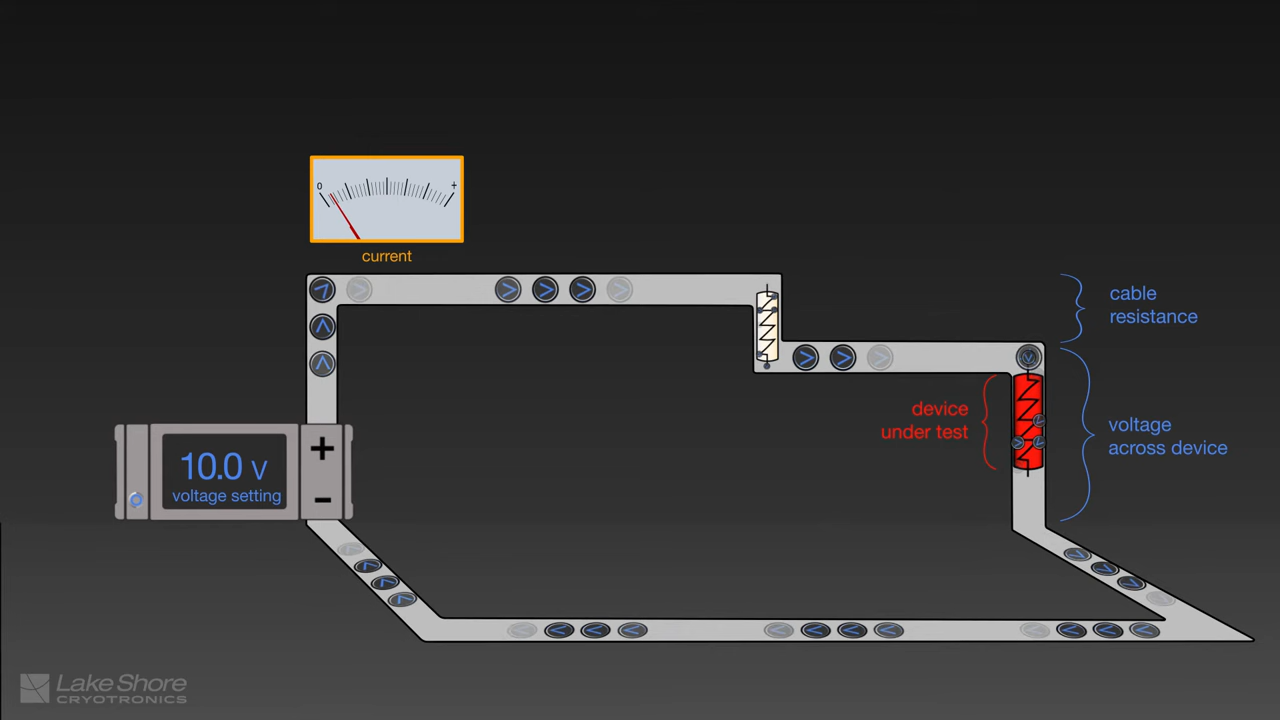 0 +
current
cable
resistance
device
under test
voltage
across device
10.0 V
voltage setting
+
−
Lake Shore
CRYOTRONICS